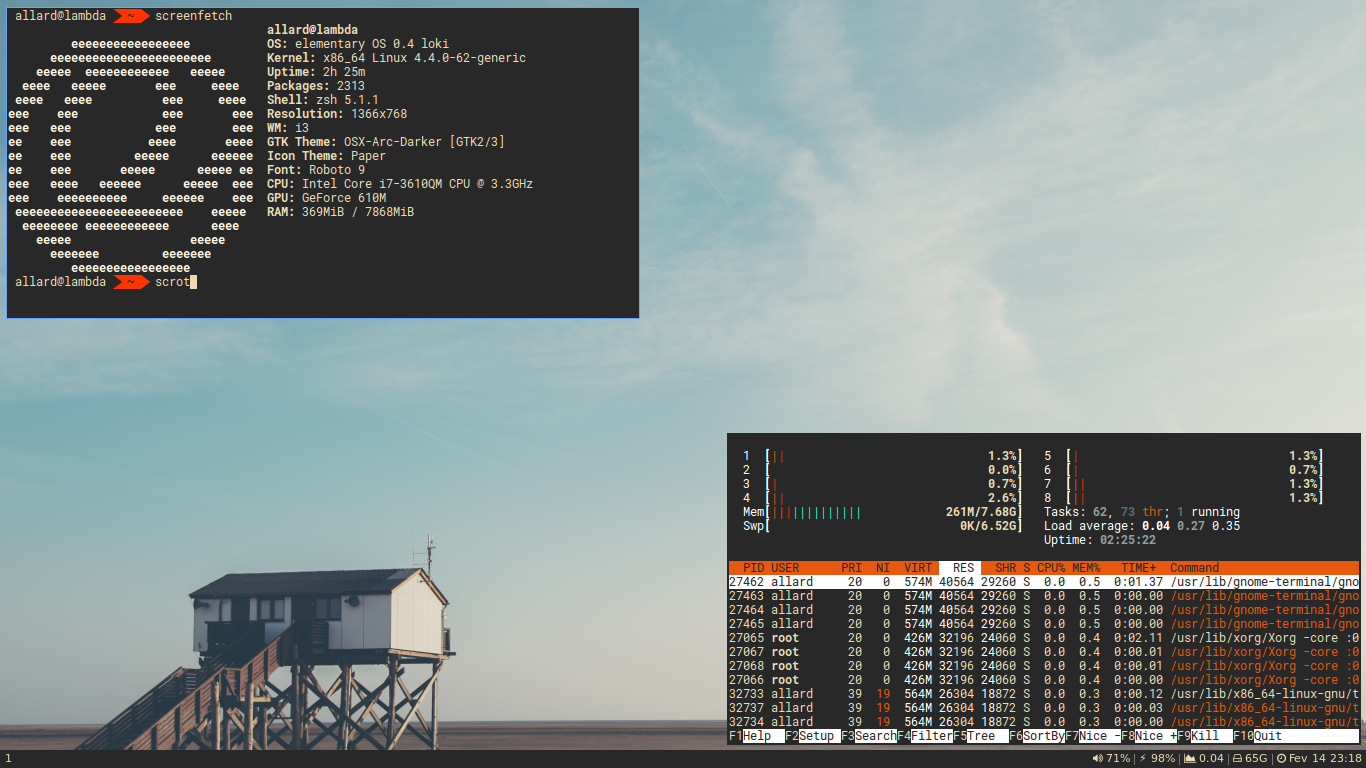 allard@lambda ~ screenfetch
allard@lambda
eeeeeeeeeeeeeeeee OS: elementary OS 0.4 loki
eeeeeeeeeeeeeeeeeeeeeee Kernel: x86_64 Linux 4.4.0-62-generic
eeeee eeeeeeeeeeee eeeee Uptime: 2h 25m
eeee eeeee eee eeee Packages: 2313
eeee eeee eee eeee Shell: zsh 5.1.1
eee eee eee eee Resolution: 1366x768
eee eee eee eee WM: i3
ee eee eeee eeee GTK Theme: OSX-Arc-Darker [GTK2/3]
ee eee eeeee eeeeee Icon Theme: Paper
ee eee eeeee eeeee ee Font: Roboto 9
eee eeee eeeeee eeeee eee CPU: Intel Core i7-3610QM CPU @ 3.3GHz
eee eeeeeeeeee eeeeee eee GPU: GeForce 610M
eeeeeeeeeeeeeeeeeeeeeeee eeeee RAM: 369MiB / 7868MiB
eeeeeeee eeeeeeeeeeee eeee
eeeee eeeee
eeeeeee eeeeeee
eeeeeeeeeeeeeeeee
allard@lambda ~ scrot
1 [|| 1.3%] 5 [| 1.3%]
2 [ 0.0%] 6 [| 0.7%]
3 [| 0.7%] 7 [|| 1.3%]
4 [|| 2.6%] 8 [|| 1.3%]
Mem[||||||||||||| 261M/7.68G] Tasks: 62, 73 thr; 1 running
Swp[ 0K/6.52G] Load average: 0.04 0.27 0.35
Uptime: 02:25:22
PID USER PRI NI VIRT RES SHR S CPU% MEM% TIME+ Command
27462 allard 20 0 574M 40564 29260 S 0.0 0.5 0:01.37 /usr/lib/gnome-terminal/gno
27463 allard 20 0 574M 40564 29260 S 0.0 0.5 0:00.00 /usr/lib/gnome-terminal/gno
27464 allard 20 0 574M 40564 29260 S 0.0 0.5 0:00.00 /usr/lib/gnome-terminal/gno
27465 allard 20 0 574M 40564 29260 S 0.0 0.5 0:00.00 /usr/lib/gnome-terminal/gno
27065 root 20 0 426M 32196 24060 S 0.0 0.4 0:02.11 /usr/lib/xorg/Xorg -core :0
27067 root 20 0 426M 32196 24060 S 0.0 0.4 0:00.01 /usr/lib/xorg/Xorg -core :0
27068 root 20 0 426M 32196 24060 S 0.0 0.4 0:00.01 /usr/lib/xorg/Xorg -core :0
27066 root 20 0 426M 32196 24060 S 0.0 0.4 0:00.00 /usr/lib/xorg/Xorg -core :0
32733 allard 39 19 564M 26304 18872 S 0.0 0.3 0:00.12 /usr/lib/x86_64-linux-gnu/t
32737 allard 39 19 564M 26304 18872 S 0.0 0.3 0:00.03 /usr/lib/x86_64-linux-gnu/t
32734 allard 39 19 564M 26304 18872 S 0.0 0.3 0:00.00 /usr/lib/x86_64-linux-gnu/t
F1Help F2Setup F3SearchF4FilterF5Tree F6SortByF7Nice -F8Nice +F9Kill F10Quit
1 71% | 98% | 0.04 | 65G | Fev 14 23:18